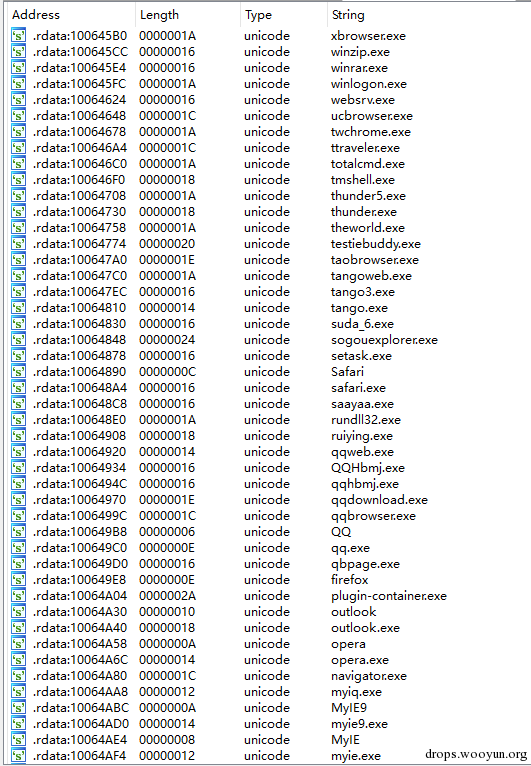 Address Length Type String
.rdata:100645B0 0000001A unicode xbrowser.exe
.rdata:100645CC 00000016 unicode winzip.exe
.rdata:100645E4 00000016 unicode winrar.exe
.rdata:100645FC 0000001A unicode winlogon.exe
.rdata:10064624 00000016 unicode websrv.exe
.rdata:10064648 0000001C unicode ucbrowser.exe
.rdata:10064678 0000001A unicode twchrome.exe
.rdata:100646A4 0000001C unicode ttraveler.exe
.rdata:100646C0 0000001A unicode totalcmd.exe
.rdata:100646F0 00000018 unicode tmshell.exe
.rdata:10064708 0000001A unicode thunder5.exe
.rdata:10064730 00000018 unicode thunder.exe
.rdata:10064758 0000001A unicode theworld.exe
.rdata:10064774 00000020 unicode testiebuddy.exe
.rdata:100647A0 0000001E unicode taobrowser.exe
.rdata:100647C0 0000001A unicode tangoweb.exe
.rdata:100647EC 00000016 unicode tango3.exe
.rdata:10064810 00000014 unicode tango.exe
.rdata:10064830 00000016 unicode suda_6.exe
.rdata:10064848 00000024 unicode sogouexplorer.exe
.rdata:10064878 00000016 unicode setask.exe
.rdata:10064890 0000000C unicode Safari
.rdata:100648A4 00000016 unicode safari.exe
.rdata:100648C8 00000016 unicode saayaa.exe
.rdata:100648E0 0000001A unicode rundll32.exe
.rdata:10064908 00000018 unicode ruiying.exe
.rdata:10064920 00000014 unicode qqweb.exe
.rdata:10064934 00000016 unicode QQHbmj.exe
.rdata:1006494C 00000016 unicode qqhbmj.exe
.rdata:10064970 0000001E unicode qqdownload.exe
.rdata:1006499C 0000001C unicode qqbrowser.exe
.rdata:100649B8 00000006 unicode QQ
.rdata:100649C0 0000000E unicode qq.exe
.rdata:100649D0 00000016 unicode qbpage.exe
.rdata:100649E8 0000000E unicode firefox
.rdata:10064A04 0000002A unicode plugin-container.exe
.rdata:10064A30 00000010 unicode outlook
.rdata:10064A40 00000018 unicode outlook.exe
.rdata:10064A58 0000000A unicode opera
.rdata:10064A6C 00000014 unicode opera.exe
.rdata:10064A80 0000001C unicode navigator.exe
.rdata:10064AA8 00000012 unicode myiq.exe
.rdata:10064ABC 0000000A unicode MyIE9
.rdata:10064AD0 00000014 unicode myie9.exe
.rdata:10064AE4 00000008 unicode MyIE
.rdata:10064AF4 00000012 unicode myie.exe
drops.wooyun.org